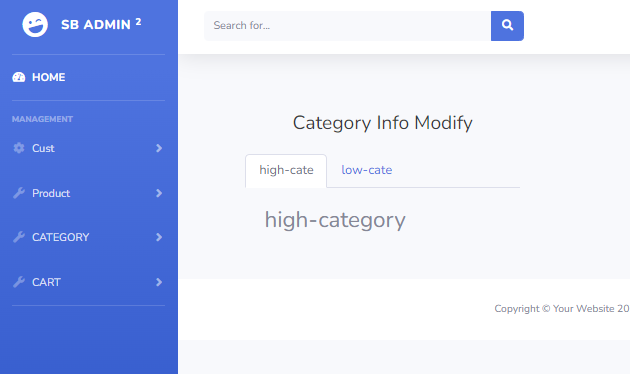 SB ADMIN 2
Search for...
HOME
MANAGEMENT
Cust
Product
CATEGORY
CART
Category Info Modify
high-cate low-cate
high-category
Copyright © Your Website 20